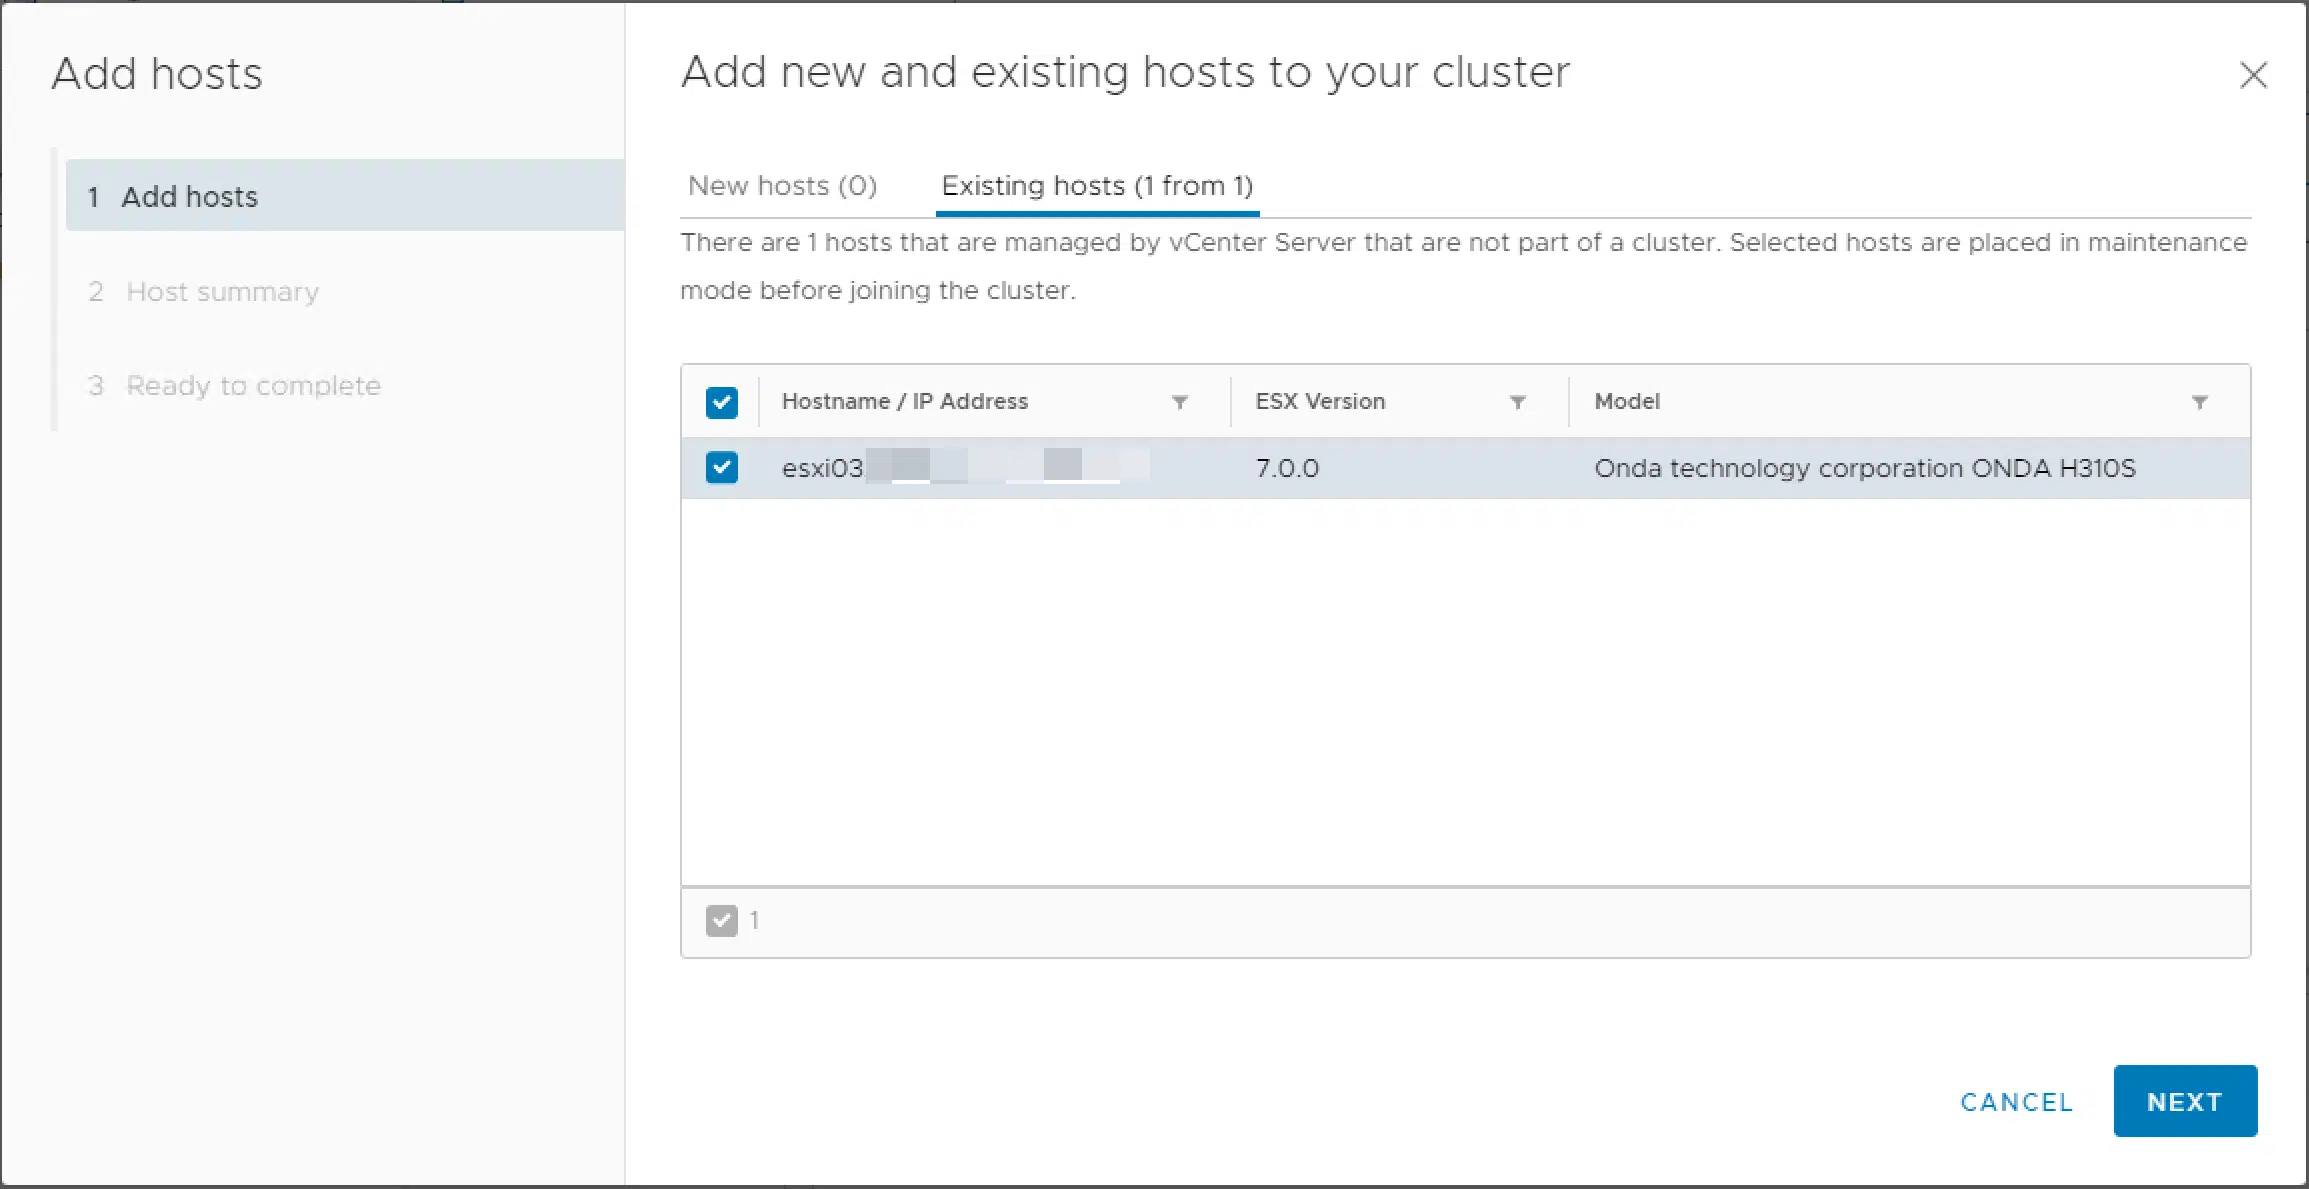 Add hosts
1 Add hosts
2 Host summary
3 Ready to complete
Add new and existing hosts to your cluster
New hosts (0) Existing hosts (1 from 1)
There are 1 hosts that are managed by vCenter Server that are not part of a cluster. Selected hosts are placed in maintenance
mode before joining the cluster.
Hostname / IP Address ESX Version Model
esxi03 7.0.0 Onda technology corporation ONDA H310S
1
CANCEL NEXT